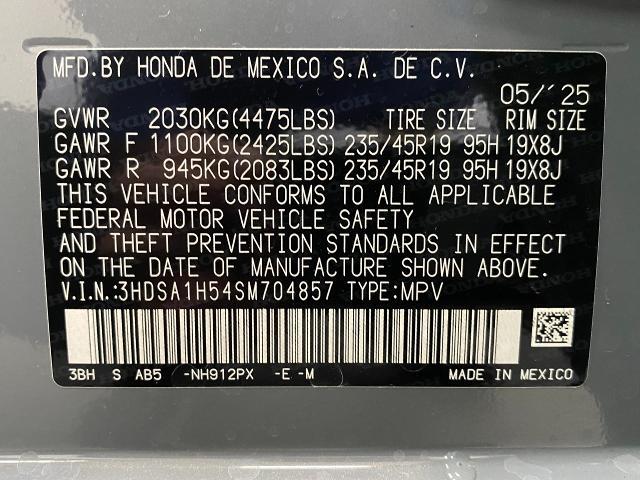 MFD.BY HONDA DE MEXICO S.A. DE C.V.
05/'25
GVWR 2030KG(4475LBS) TIRE SIZE RIM SIZE
GAWR F 1100KG(2425LBS) 235/45R19 95H 19X8J
GAWR R 945KG(2083LBS) 235/45R19 95H 19X8J
THIS VEHICLE CONFORMS TO ALL APPLICABLE
FEDERAL MOTOR VEHICLE SAFETY
AND THEFT PREVENTION STANDARDS IN EFFECT
ON THE DATE OF MANUFACTURE SHOWN ABOVE.
V.I.N.:3HDSA1H54SM704857 TYPE:MPV
3BH S AB5 -NH912PX -E -M MADE IN MEXICO